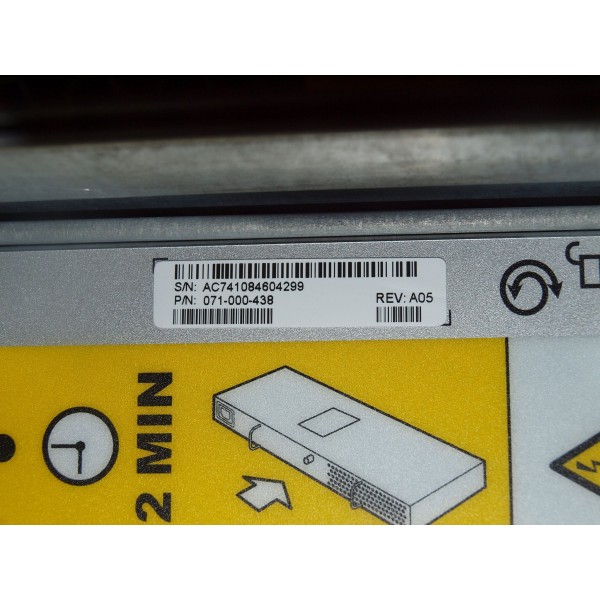 S/N: AC741084604299
P/N: 071-000-438 REV: A05
2 MIN